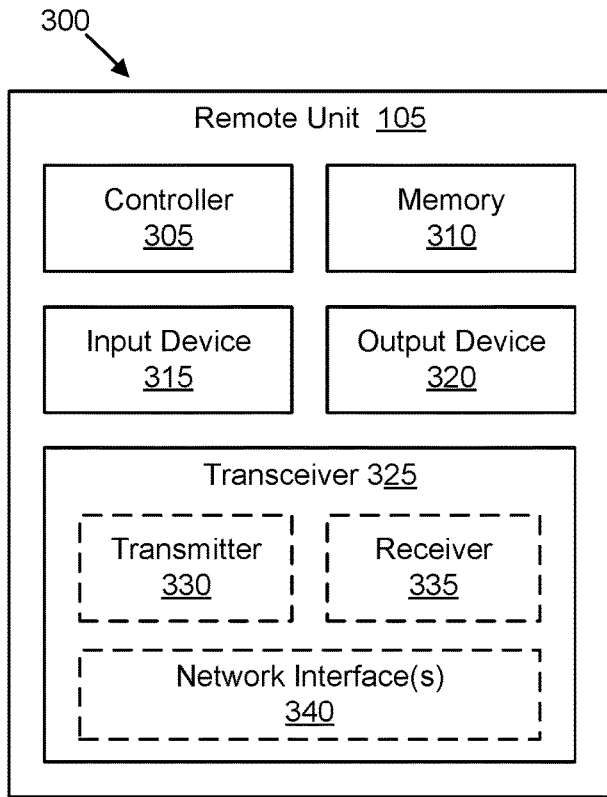 300
Remote Unit 105
Controller
305
Memory
310
Input Device
315
Output Device
320
Transceiver 325
Transmitter
330
Receiver
335
Network Interface(s)
340